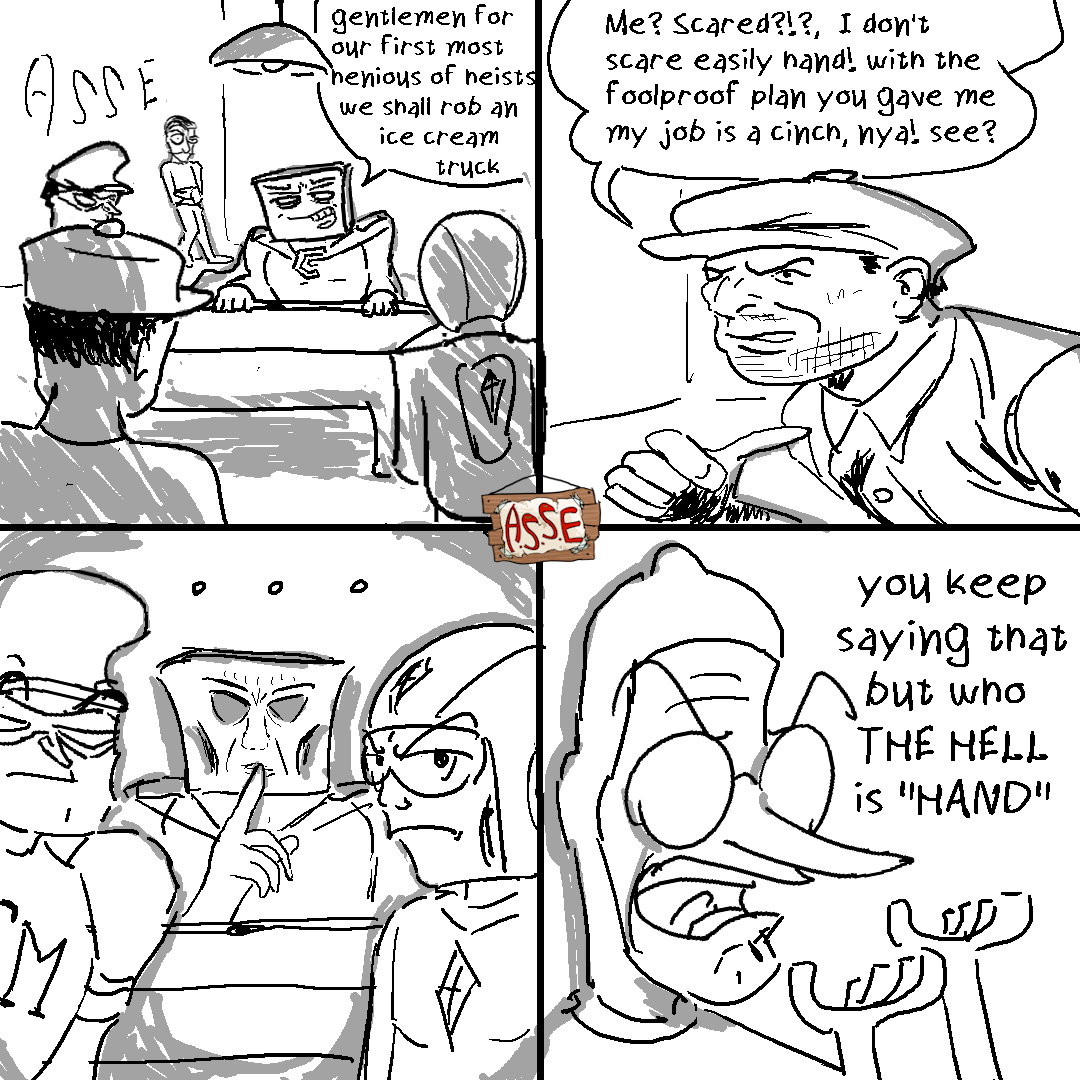 ASSE
gentlemen for
our first most
henious of heists
we shall rob an
ice cream
truck
Me? Scared?!?, I don't
scare easily hand! with the
foolproof plan you gave me
my job is a cinch, nya! see?
A.S.S.E
o o o
M
you keep
saying that
but who
THE HELL
is "HAND"